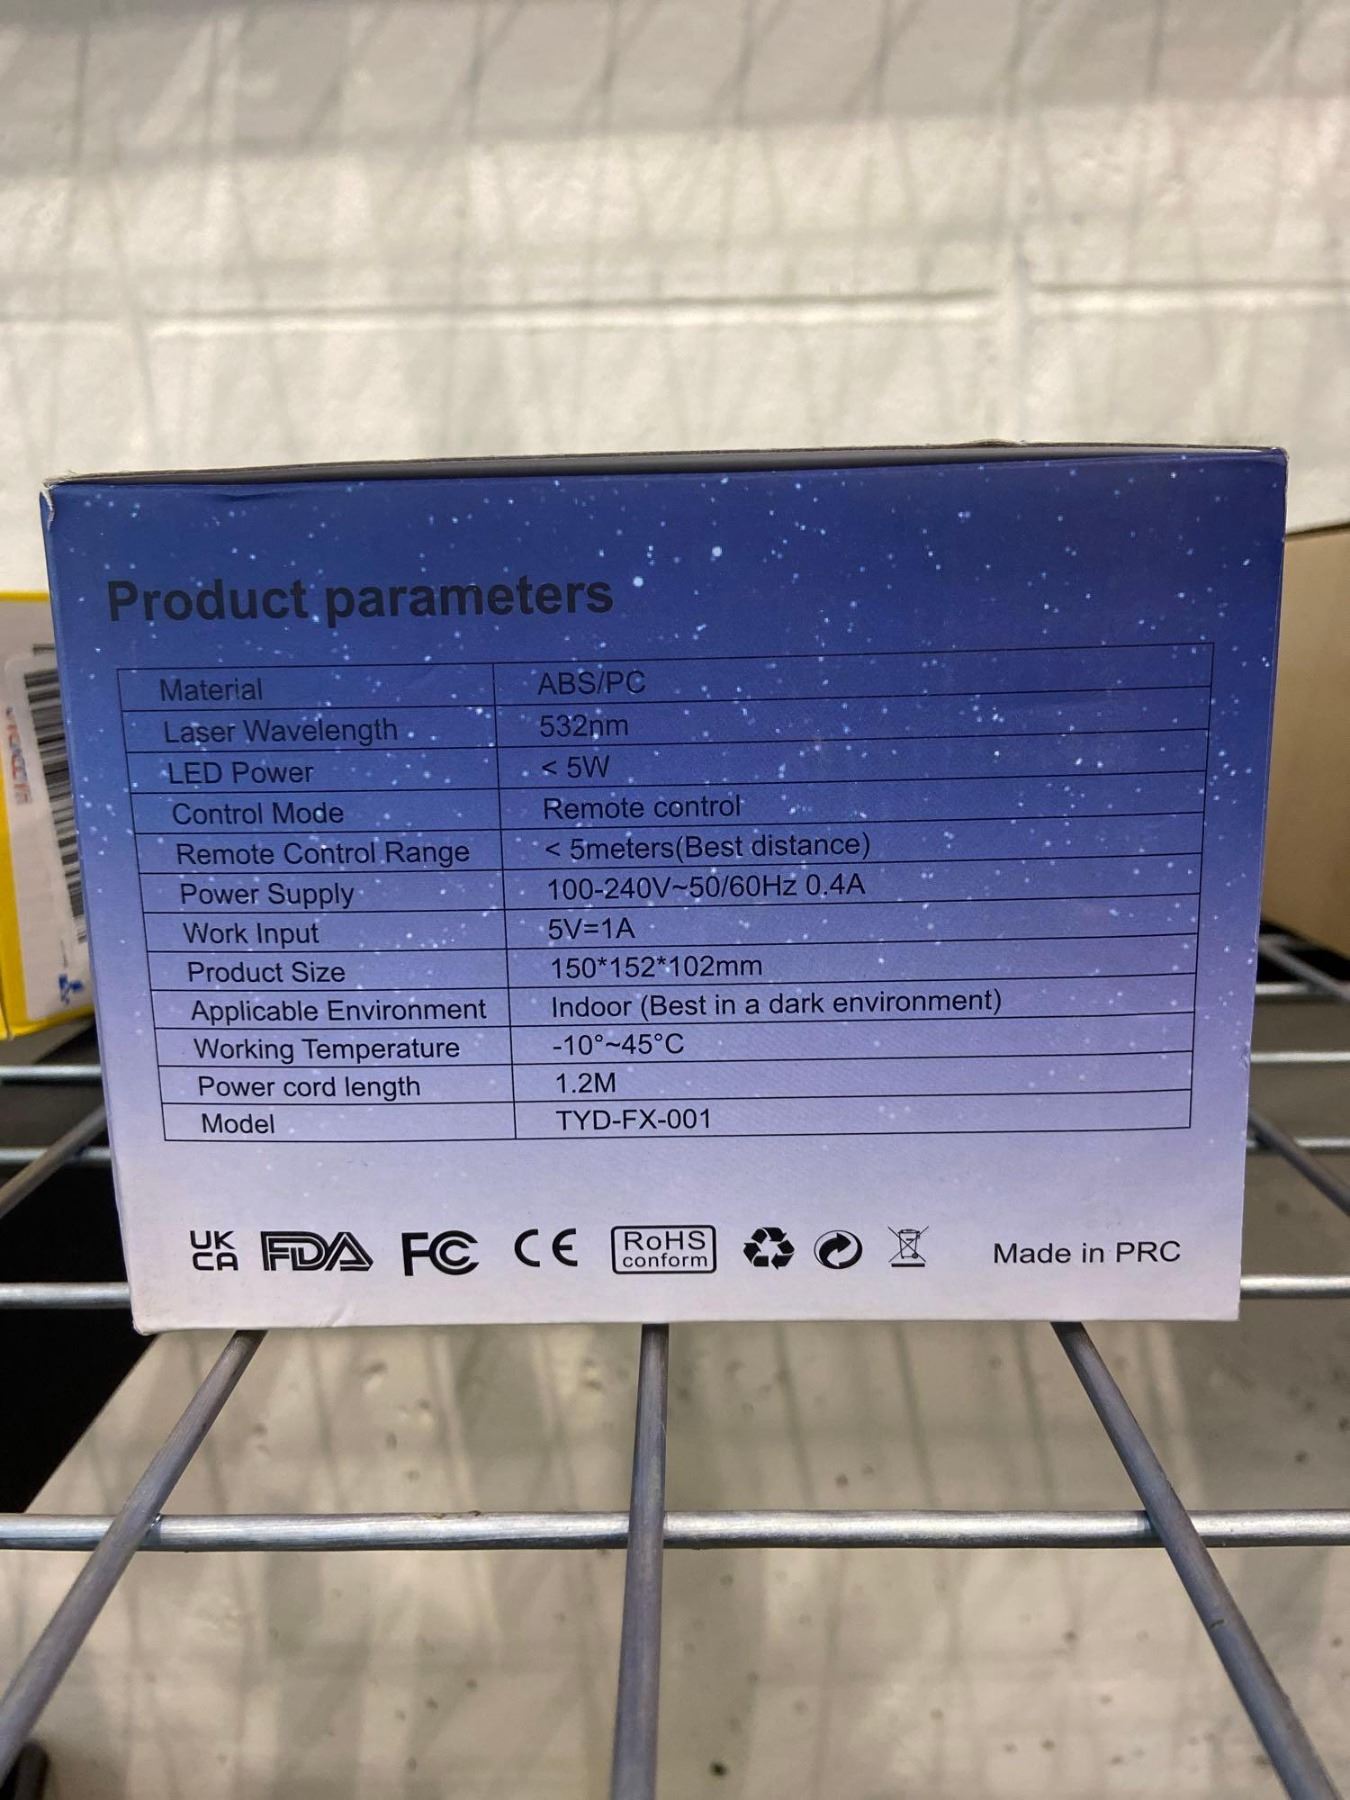 Product parameters
Material ABS/PC
Laser Wavelength 532nm
LED Power < 5W
Control Mode Remote control
Remote Control Range < 5meters(Best distance)
Power Supply 100-240V~50/60Hz 0.4A
Work Input 5V=1A
Product Size 150*152*102mm
Applicable Environment Indoor (Best in a dark environment)
Working Temperature -10°~45°C
Power cord length 1.2M
Model TYD-FX-001
UK CA FDA FC CE RoHS conform Made in PRC